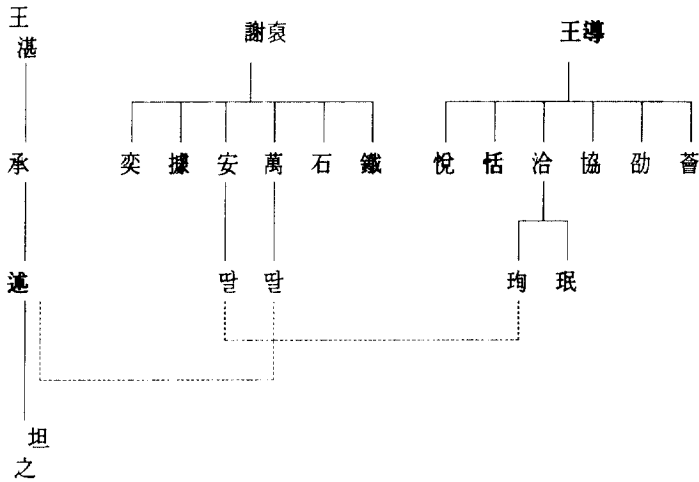 王湛
謝裒
王導
承
奕 據 安 萬 石 鐵
悅 恬 洽 協 劭 薈
述
딸 딸
珣 珉
坦之